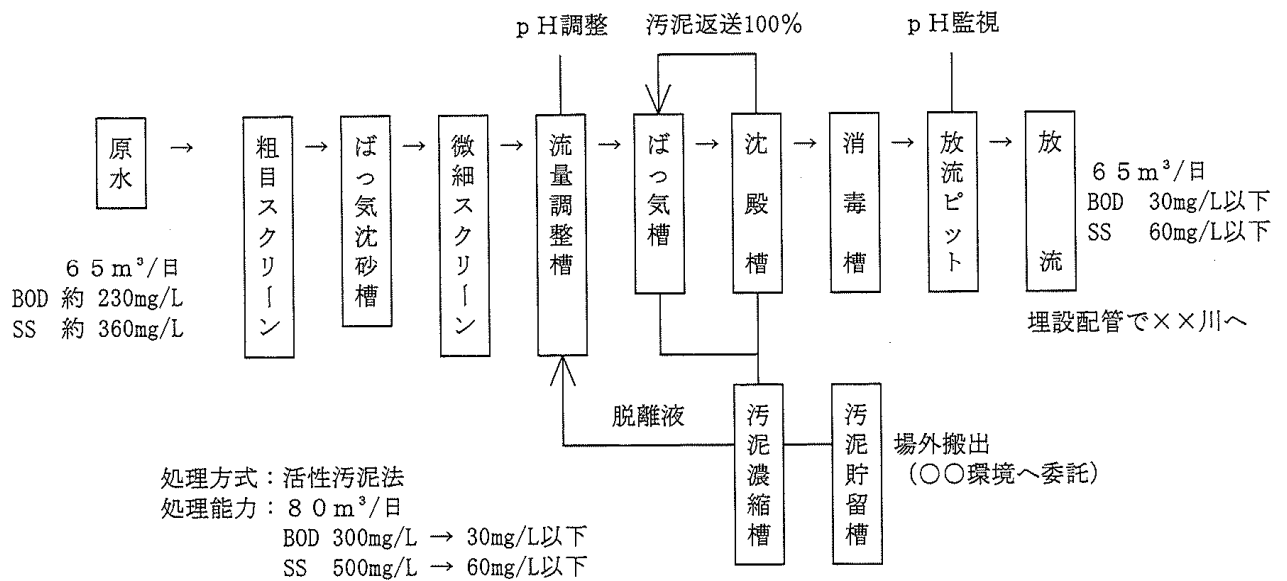 pH調整
汚泥返送100%
pH監視
原水
→
粗目スクリーン
→
ばっ気沈砂槽
→
微細スクリーン
→
流量調整槽
→
ばっ気槽
→
沈殿槽
→
消毒槽
→
放流ピット
→
放流
65m³/日
BOD 約 230mg/L
SS 約 360mg/L
65m³/日
BOD 30mg/L以下
SS 60mg/L以下
埋設配管で××川へ
脱離液
汚泥濃縮槽
汚泥貯留槽
場外搬出
(○○環境へ委託)
処理方式:活性汚泥法
処理能力:80m³/日
BOD 300mg/L → 30mg/L以下
SS 500mg/L → 60mg/L以下